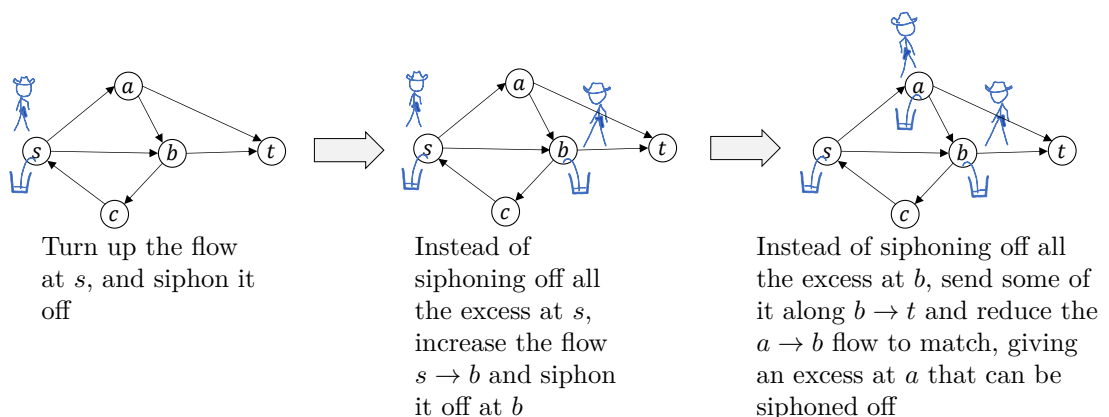 a
s
b
t
c
Turn up the flow
at s, and siphon it
off
a
s
b
t
c
Instead of
siphoning off all
the excess at s,
increase the flow
s → b and siphon
it off at b
a
s
b
t
c
Instead of siphoning off all
the excess at b, send some of
it along b → t and reduce the
a → b flow to match, giving
an excess at a that can be
siphoned off